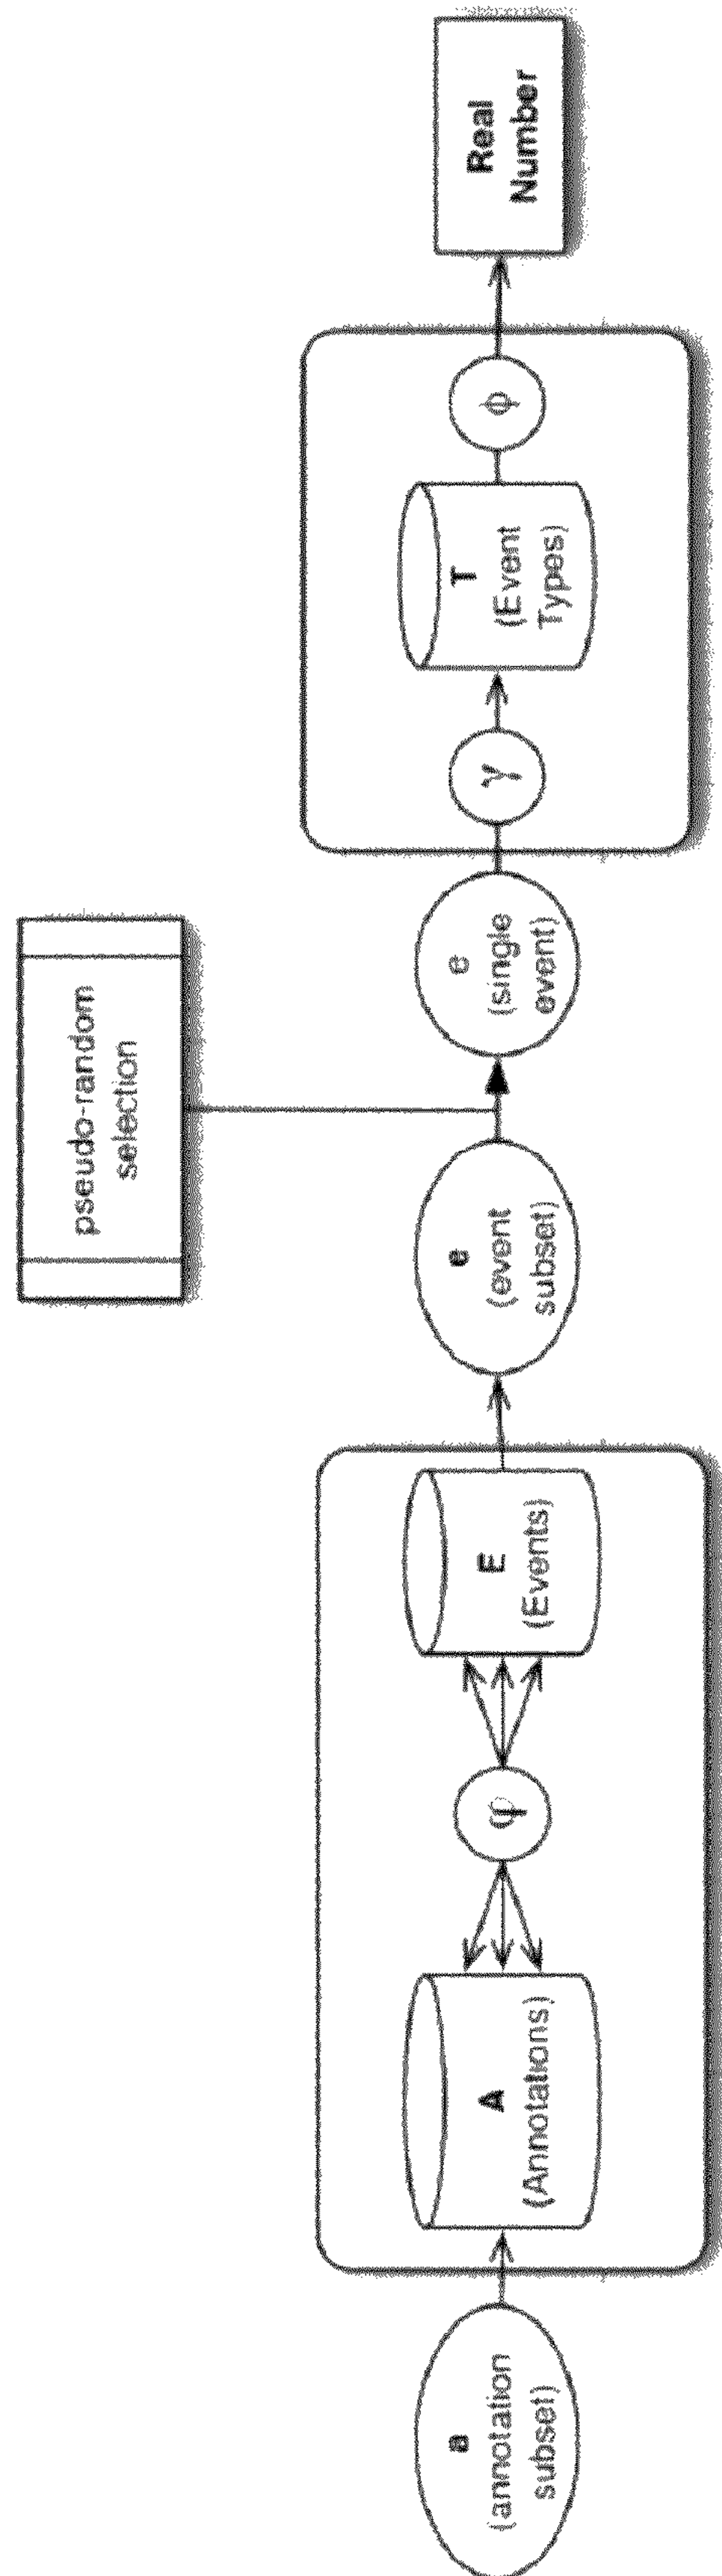 a
(annotation
subset)
A
(Annotations)
φ
E
(Events)
e
(event
subset)
pseudo-random
selection
e
(single
event)
γ
T
(Event
Types)
ϕ
Real
Number